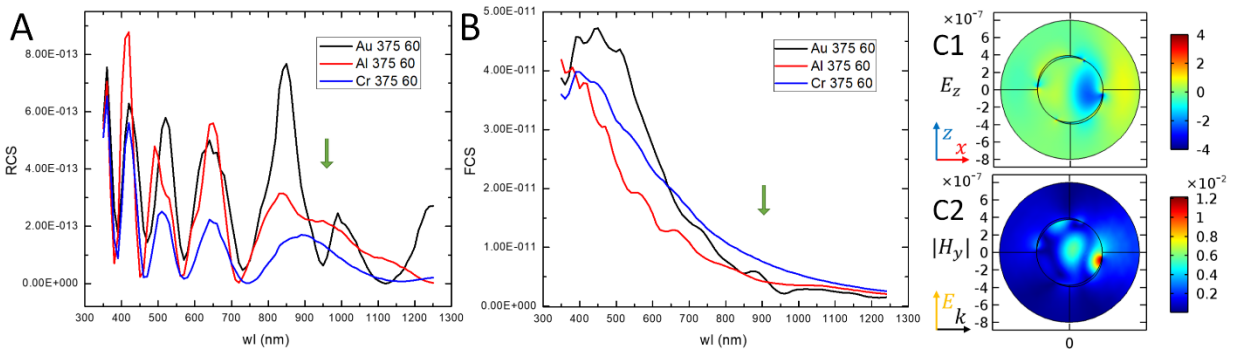 A
RCS
8.00E-013
6.00E-013
4.00E-013
2.00E-013
0.00E+000
300 400 500 600 700 800 900 1000 1100 1200 1300
wl (nm)
Au 375 60
Al 375 60
Cr 375 60
B
FCS
5.00E-011
4.00E-011
3.00E-011
2.00E-011
1.00E-011
0.00E+000
300 400 500 600 700 800 900 1000 1100 1200 1300
wl (nm)
Au 375 60
Al 375 60
Cr 375 60
C1
×10⁻⁷
8
6
4
2
0
-2
-4
-6
-8
E_z
z
x
4
3
2
1
0
-1
-2
-3
-4
C2
×10⁻⁷
8
6
4
2
0
-2
-4
-6
-8
|H_y|
E
k
0
×10⁻²
1.2
1
0.8
0.6
0.4
0.2